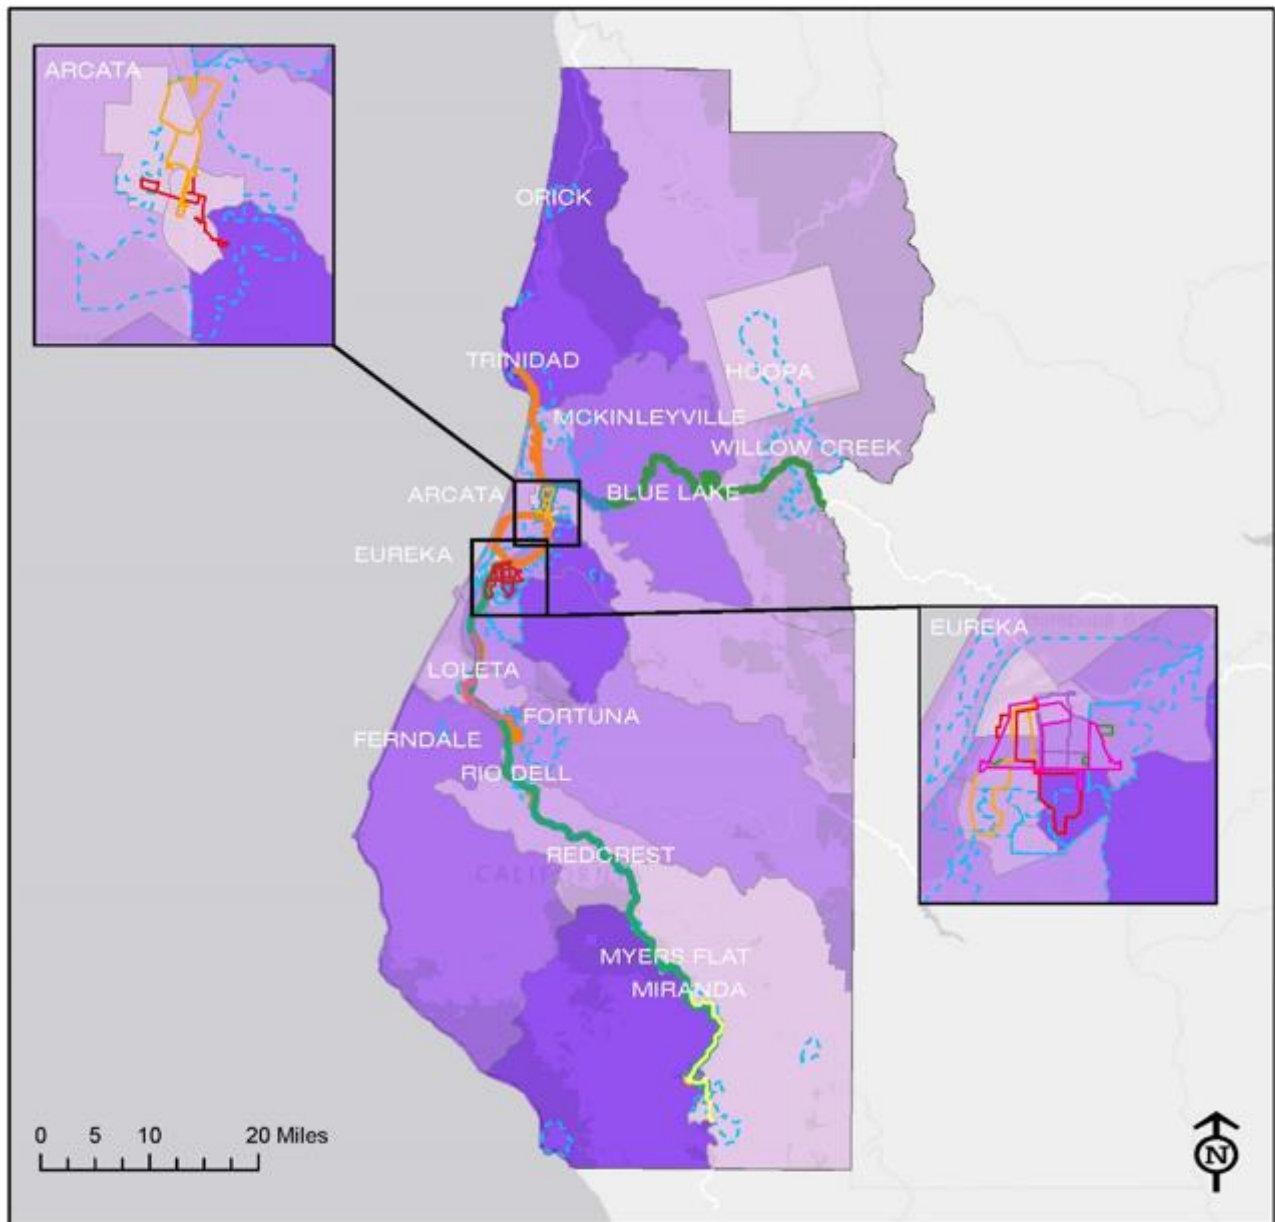 ARCATA
ORICK
TRINIDAD
HOOPA
MCKINLEYVILLE
WILLOW CREEK
ARCATA
BLUE LAKE
EUREKA
EUREKA
LOLETA
FORTUNA
FERNDALE
RIO DELL
REDCREST
MYERS FLAT
MIRANDA
0 5 10 20 Miles
N